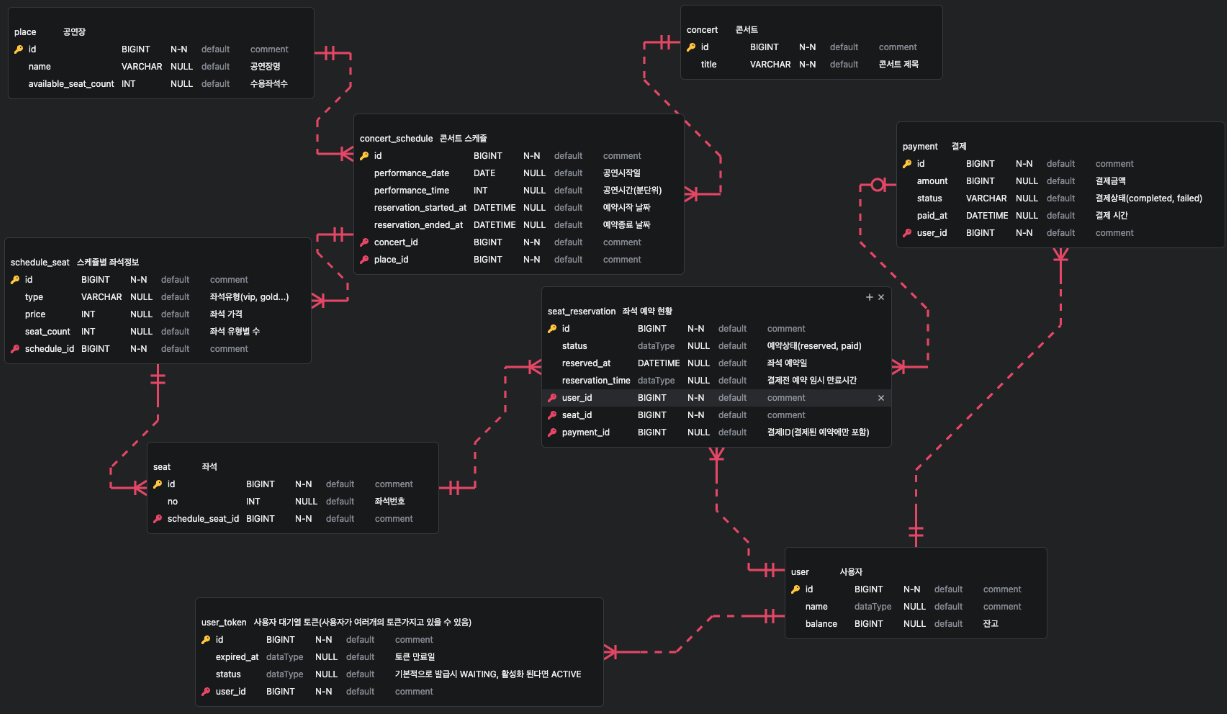 place 공연장
id BIGINT N-N default comment
name VARCHAR NULL default 공연장명
available_seat_count INT NULL default 수용좌석수
concert 콘서트
id BIGINT N-N default comment
title VARCHAR N-N default 콘서트 제목
concert_schedule 콘서트 스케쥴
id BIGINT N-N default comment
performance_date DATE NULL default 공연시작일
performance_time INT NULL default 공연시간(분단위)
reservation_started_at DATETIME NULL default 예약시작 날짜
reservation_ended_at DATETIME NULL default 예약종료 날짜
concert_id BIGINT N-N default comment
place_id BIGINT N-N default comment
payment 결제
id BIGINT N-N default comment
amount BIGINT NULL default 결제금액
status VARCHAR NULL default 결제상태(completed, failed)
paid_at DATETIME NULL default 결제 시간
user_id BIGINT N-N default comment
schedule_seat 스케쥴별 좌석정보
id BIGINT N-N default comment
type VARCHAR NULL default 좌석유형(vip, gold...)
price INT NULL default 좌석 가격
seat_count INT NULL default 좌석 유형별 수
schedule_id BIGINT N-N default comment
+ ×
seat_reservation 좌석 예약 현황
id BIGINT N-N default comment
status dataType NULL default 예약상태(reserved, paid)
reserved_at DATETIME NULL default 좌석 예약일
reservation_time dataType NULL default 결제전 예약 임시 만료시간
user_id BIGINT N-N default comment ×
seat_id BIGINT N-N default comment
payment_id BIGINT NULL default 결제ID(결제된 예약에만 포함)
seat 좌석
id BIGINT N-N default comment
no INT NULL default 좌석번호
schedule_seat_id BIGINT N-N default comment
user 사용자
id BIGINT N-N default comment
name dataType NULL default comment
balance BIGINT NULL default 잔고
user_token 사용자 대기열 토큰(사용자가 여러개의 토큰가지고 있을 수 있음)
id BIGINT N-N default comment
expired_at dataType NULL default 토큰 만료일
status dataType NULL default 기본적으로 발급시 WAITING, 활성화 된다면 ACTIVE
user_id BIGINT N-N default comment